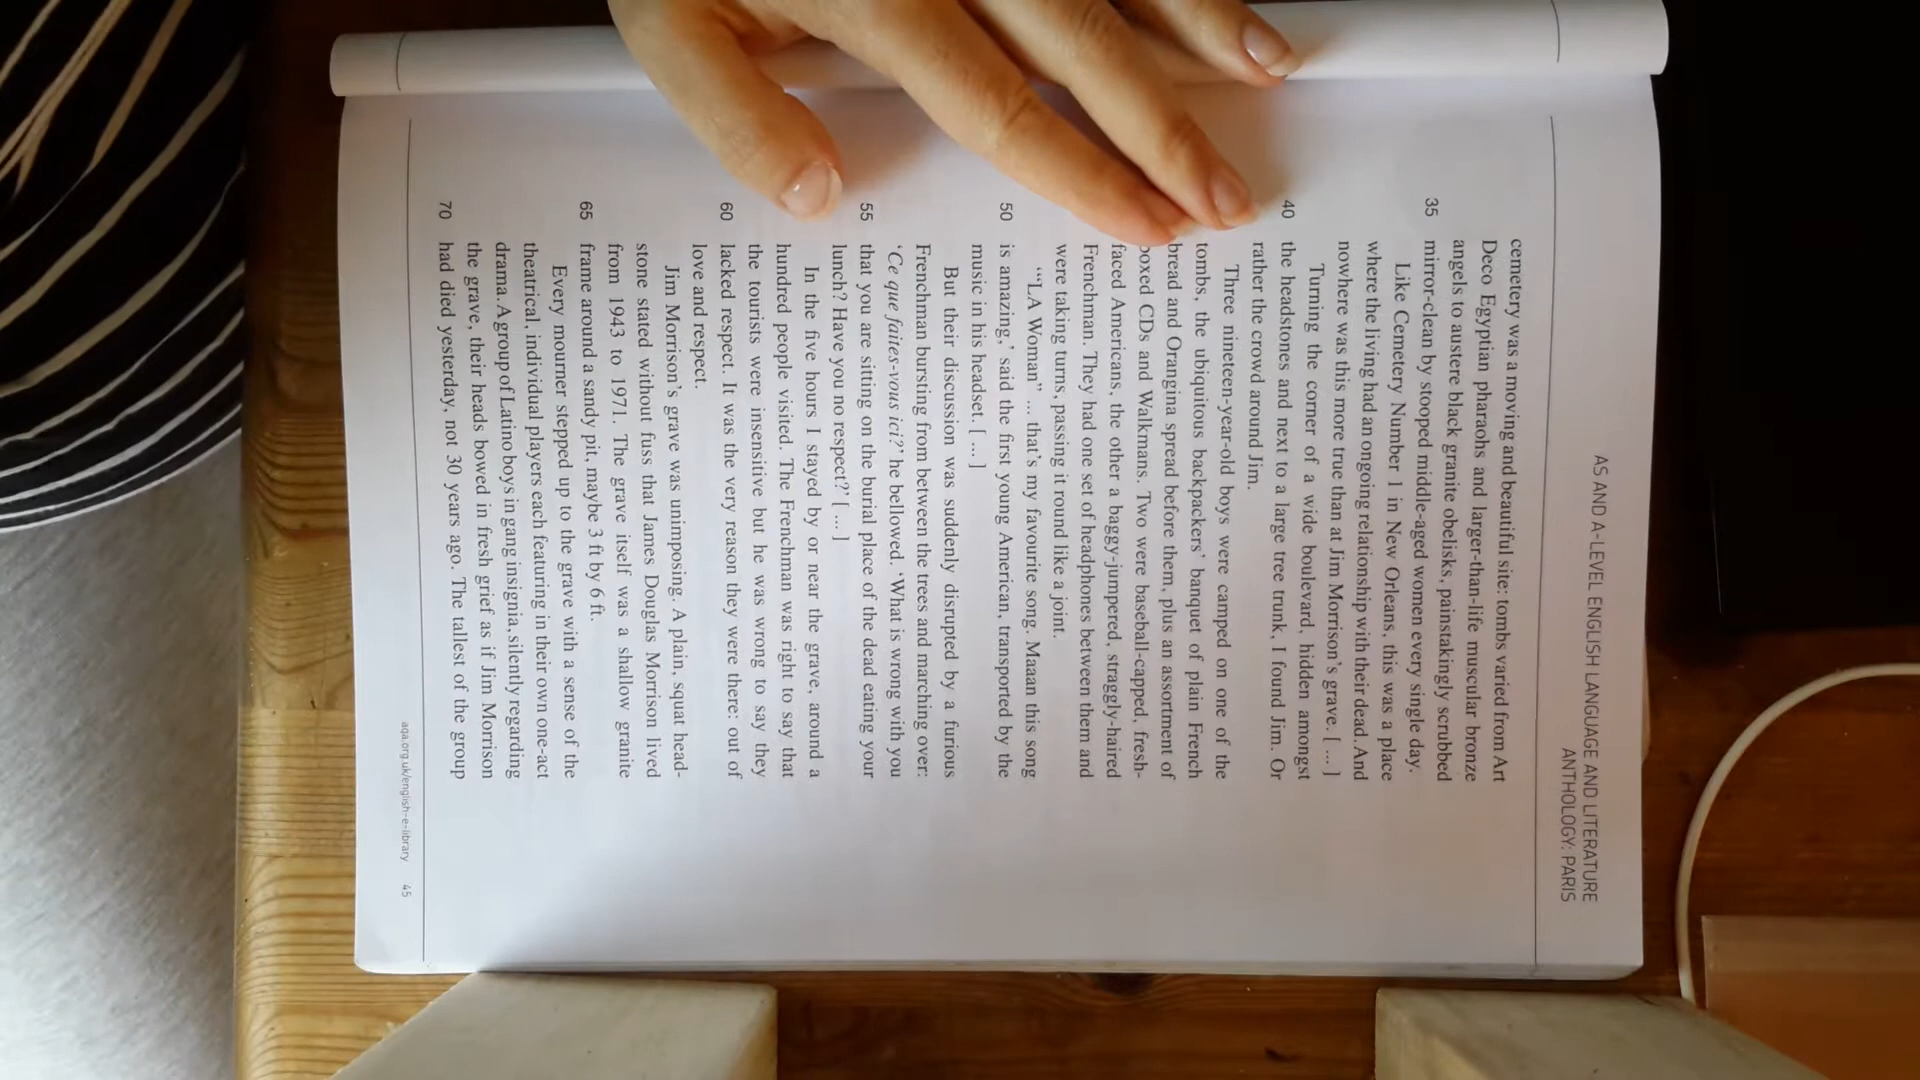 AS AND A-LEVEL ENGLISH LANGUAGE AND LITERATURE
ANTHOLOGY: PARIS
cemetery was a moving and beautiful site: tombs varied from Art
Deco Egyptian pharaohs and larger-than-life muscular bronze
angels to austere black granite obelisks, painstakingly scrubbed
35 mirror-clean by stooped middle-aged women every single day.
Like Cemetery Number 1 in New Orleans, this was a place
where the living had an ongoing relationship with their dead. And
nowhere was this more true than at Jim Morrison's grave. [ … ]
Turning the corner of a wide boulevard, hidden amongst
40 the headstones and next to a large tree trunk, I found Jim. Or
rather the crowd around Jim.
Three nineteen-year-old boys were camped on one of the
tombs, the ubiquitous backpackers' banquet of plain French
bread and Orangina spread before them, plus an assortment of
boxed CDs and Walkmans. Two were baseball-capped, fresh-
faced Americans, the other a baggy-jumpered, straggly-haired
Frenchman. They had one set of headphones between them and
were taking turns, passing it round like a joint.
'"LA Woman" … that's my favourite song. Maaan this song
50 is amazing,' said the first young American, transported by the
music in his headset. [ … ]
But their discussion was suddenly disrupted by a furious
Frenchman bursting from between the trees and marching over:
'Ce que faites-vous ici?' he bellowed. 'What is wrong with you
55 that you are sitting on the burial place of the dead eating your
lunch? Have you no respect?' [ … ]
In the five hours I stayed by or near the grave, around a
hundred people visited. The Frenchman was right to say that
the tourists were insensitive but he was wrong to say they
60 lacked respect. It was the very reason they were there: out of
love and respect.
Jim Morrison's grave was unimposing. A plain, squat head-
stone stated without fuss that James Douglas Morrison lived
from 1943 to 1971. The grave itself was a shallow granite
65 frame around a sandy pit, maybe 3 ft by 6 ft.
Every mourner stepped up to the grave with a sense of the
theatrical, individual players each featuring in their own one-act
drama. A group of Latino boys in gang insignia, silently regarding
the grave, their heads bowed in fresh grief as if Jim Morrison
70 had died yesterday, not 30 years ago. The tallest of the group
aqa.org.uk/english-e-library 45